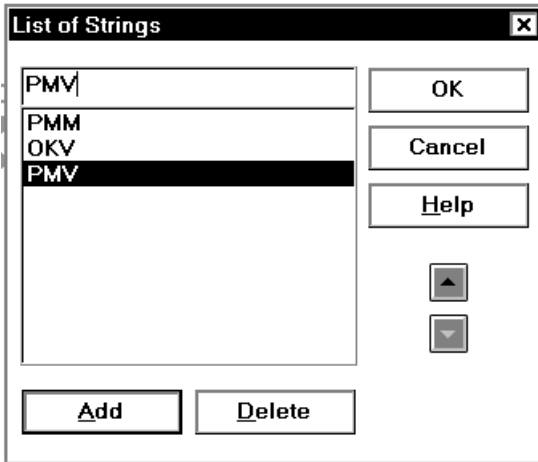 List of Strings
PMV
OK
PMM
OKV
PMV
Cancel
Help
Add
Delete